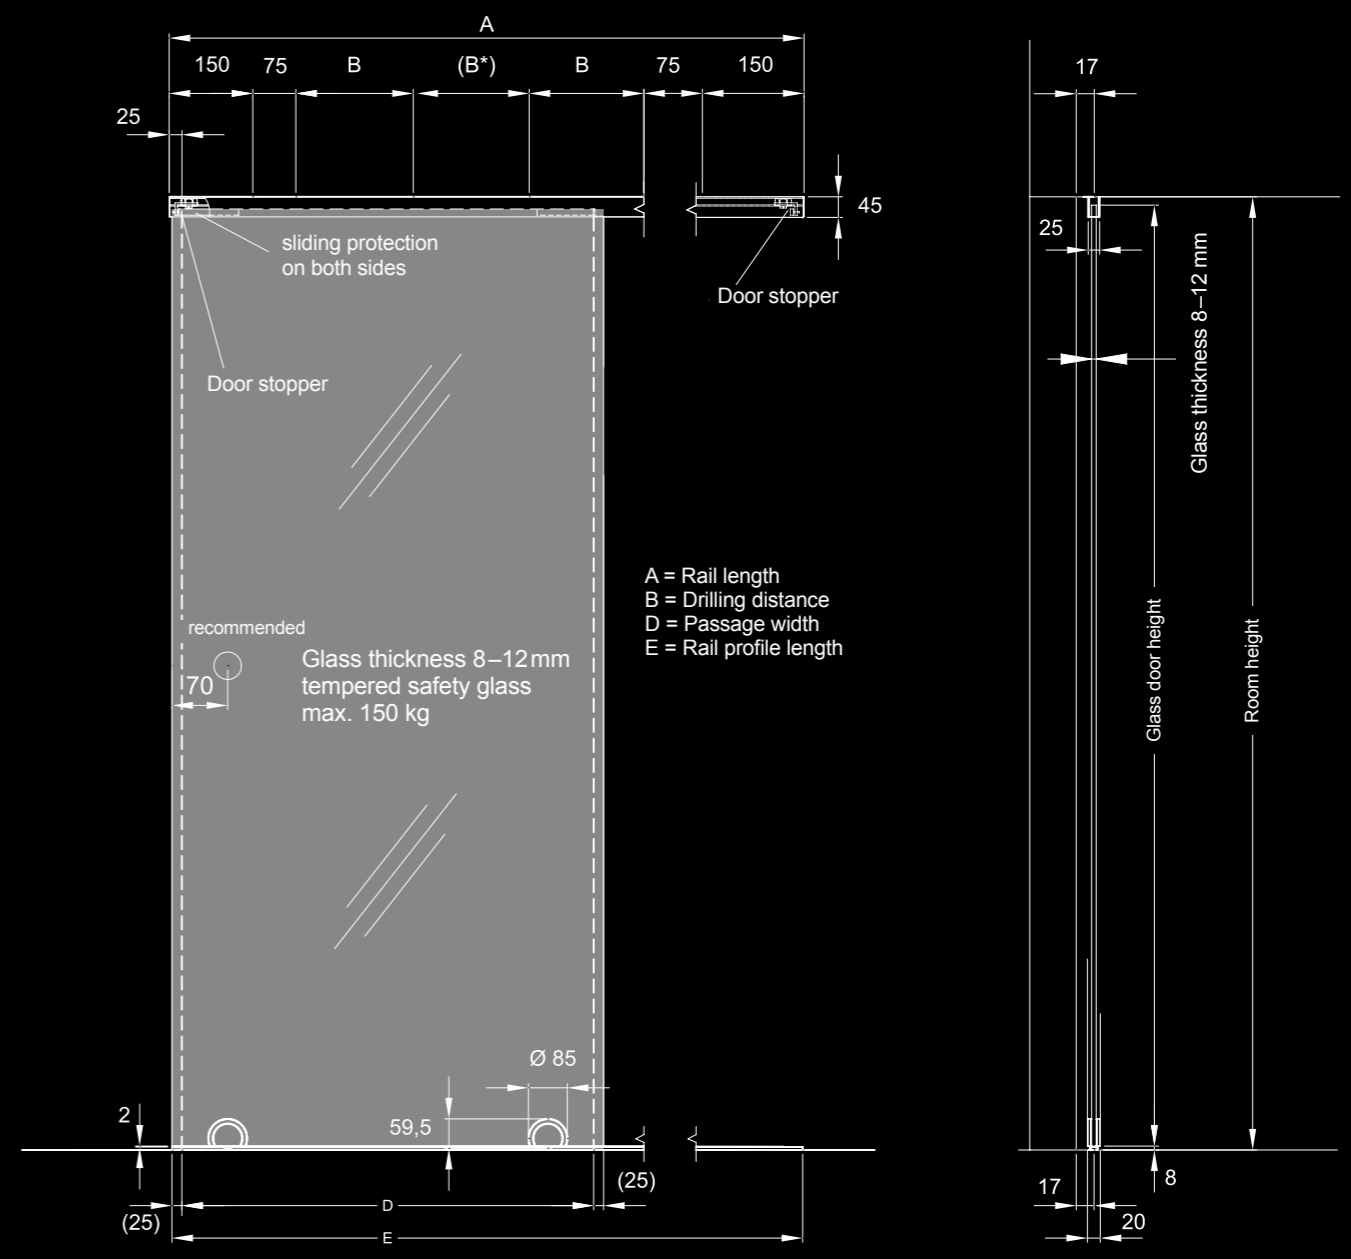 A
17
150 75 B (B*) B 75 150
25
45
25
sliding protection
on both sides
Door stopper
Glass thickness 8–12 mm
Door stopper
A = Rail length
B = Drilling distance
D = Passage width
E = Rail profile length
recommended
Glass thickness 8–12 mm
tempered safety glass
max. 150 kg
70
Glass door height
Room height
Ø 85
2
59,5
(25)
17
8
D
(25)
20
E